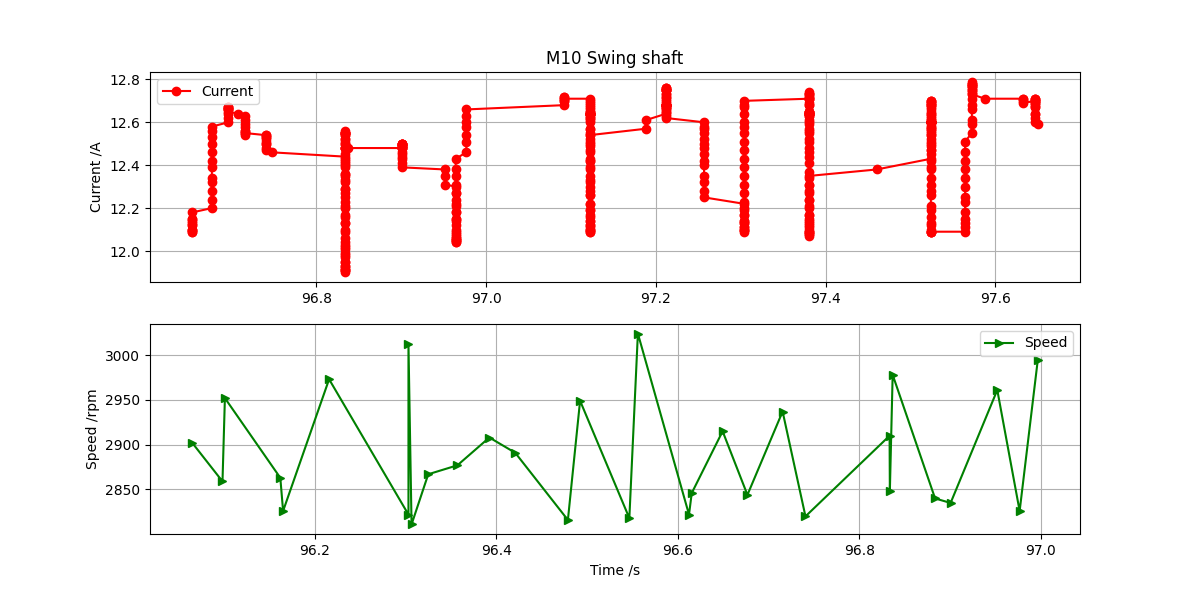 M10 Swing shaft
Current /A
12.8
12.6
12.4
12.2
12.0
Current
96.8 97.0 97.2 97.4 97.6
Speed /rpm
3000
2950
2900
2850
Speed
96.2 96.4 96.6 96.8 97.0
Time /s